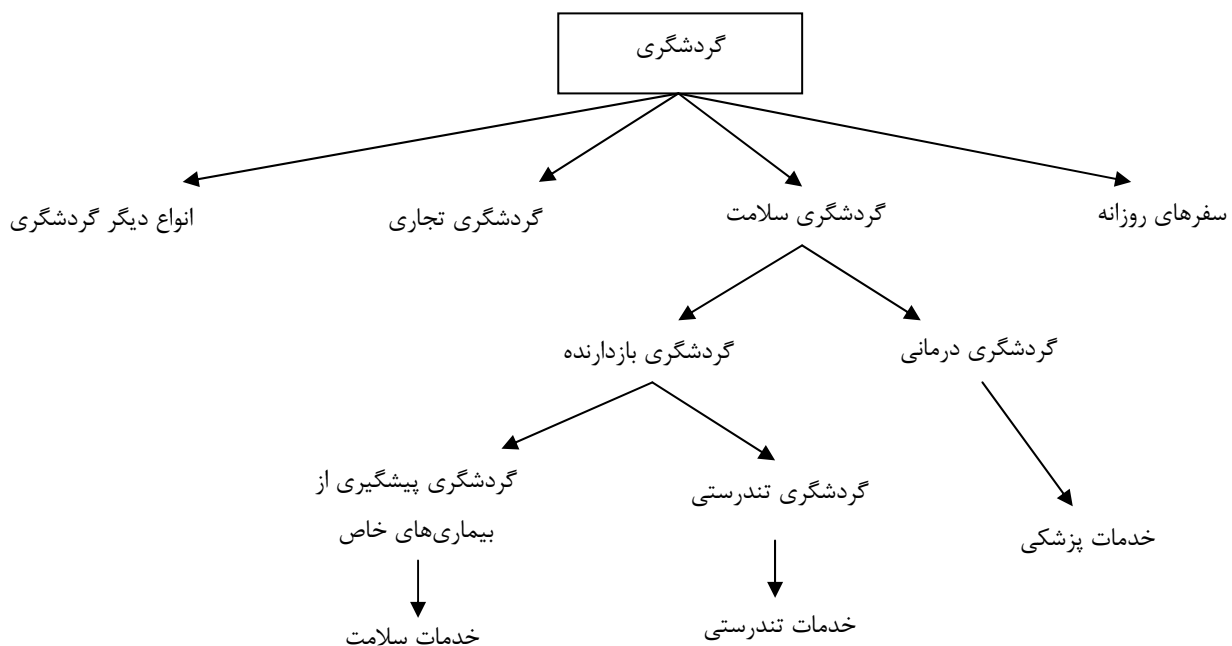 گردشگری
سفرهای روزانه
گردشگری سلامت
گردشگری تجاری
انواع دیگر گردشگری
گردشگری درمانی
گردشگری بازدارنده
گردشگری پیشگیری از
بیماری‌های خاص
گردشگری تندرستی
خدمات پزشکی
خدمات تندرستی
خدمات سلامت